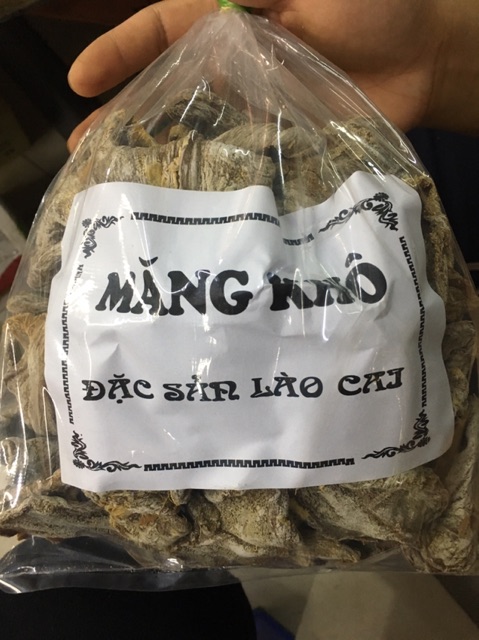 MĂNG KHÔ
ĐẶC SẢN LÀO CAI